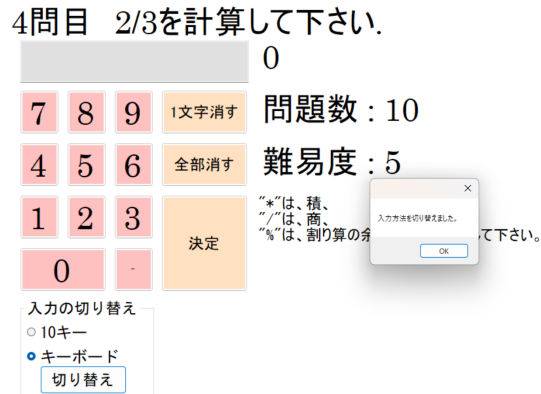 4問目 2/3を計算して下さい.
0
7 8 9 1文字消す
問題数 : 10
4 5 6 全部消す
難易度 : 5
1 2 3
決定
0 -
"*"は、積、
"/"は、商、
"%"は、割り算の余 して下さい。
×
入力方法を切り替えました。
OK
入力の切り替え
10キー
キーボード
切り替え